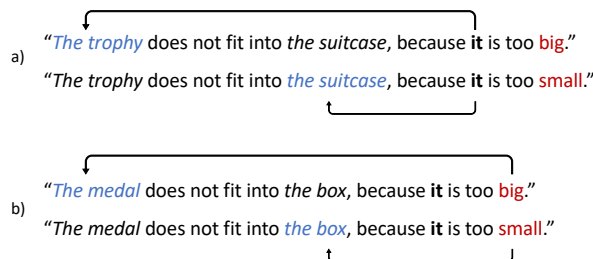 a)
“The trophy does not fit into the suitcase, because it is too big.”
“The trophy does not fit into the suitcase, because it is too small.”
b)
“The medal does not fit into the box, because it is too big.”
“The medal does not fit into the box, because it is too small.”